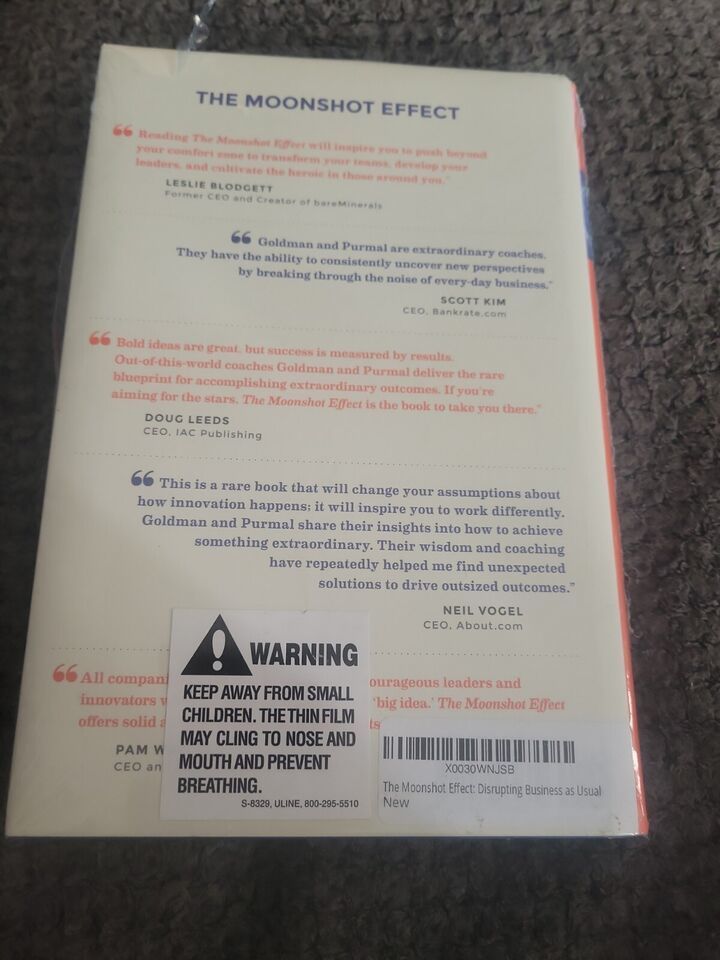 THE MOONSHOT EFFECT
“Reading The Moonshot Effect will inspire you to push beyond
your comfort zone to transform your teams, develop your
leaders, and cultivate the heroic in those around you."
LESLIE BLODGETT
Former CEO and Creator of bareMinerals
“Goldman and Purmal are extraordinary coaches.
They have the ability to consistently uncover new perspectives
by breaking through the noise of every-day business."
SCOTT KIM
CEO, Bankrate.com
“Bold ideas are great, but success is measured by results.
Out-of-this-world coaches Goldman and Purmal deliver the rare
blueprint for accomplishing extraordinary outcomes. If you're
aiming for the stars, The Moonshot Effect is the book to take you there."
DOUG LEEDS
CEO, IAC Publishing
“This is a rare book that will change your assumptions about
how innovation happens; it will inspire you to work differently.
Goldman and Purmal share their insights into how to achieve
something extraordinary. Their wisdom and coaching
have repeatedly helped me find unexpected
solutions to drive outsized outcomes."
NEIL VOGEL
CEO, About.com
“All compan ourageous leaders and
innovators 'big idea.' The Moonshot Effect
offers solid
PAM
CEO an
WARNING
KEEP AWAY FROM SMALL
CHILDREN. THE THIN FILM
MAY CLING TO NOSE AND
MOUTH AND PREVENT
BREATHING.
S-8329, ULINE, 800-295-5510
X0030WNJSB
The Moonshot Effect: Disrupting Business as Usual
New